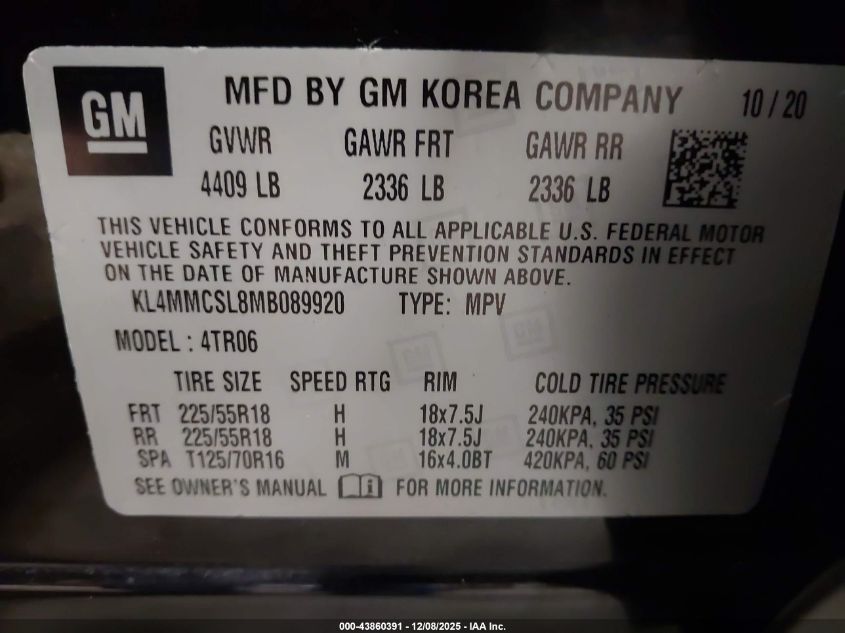 GM
MFD BY GM KOREA COMPANY 10 / 20
GVWR GAWR FRT GAWR RR
4409 LB 2336 LB 2336 LB
THIS VEHICLE CONFORMS TO ALL APPLICABLE U.S. FEDERAL MOTOR
VEHICLE SAFETY AND THEFT PREVENTION STANDARDS IN EFFECT
ON THE DATE OF MANUFACTURE SHOWN ABOVE.
KL4MMCSL8MB089920 TYPE: MPV
MODEL : 4TR06
TIRE SIZE SPEED RTG RIM COLD TIRE PRESSURE
FRT 225/55R18 H 18x7.5J 240KPA, 35 PSI
RR 225/55R18 H 18x7.5J 240KPA, 35 PSI
SPA T125/70R16 M 16x4.0BT 420KPA, 60 PSI
SEE OWNER'S MANUAL FOR MORE INFORMATION.
000-43860391 - 12/08/2025 - IAA Inc.